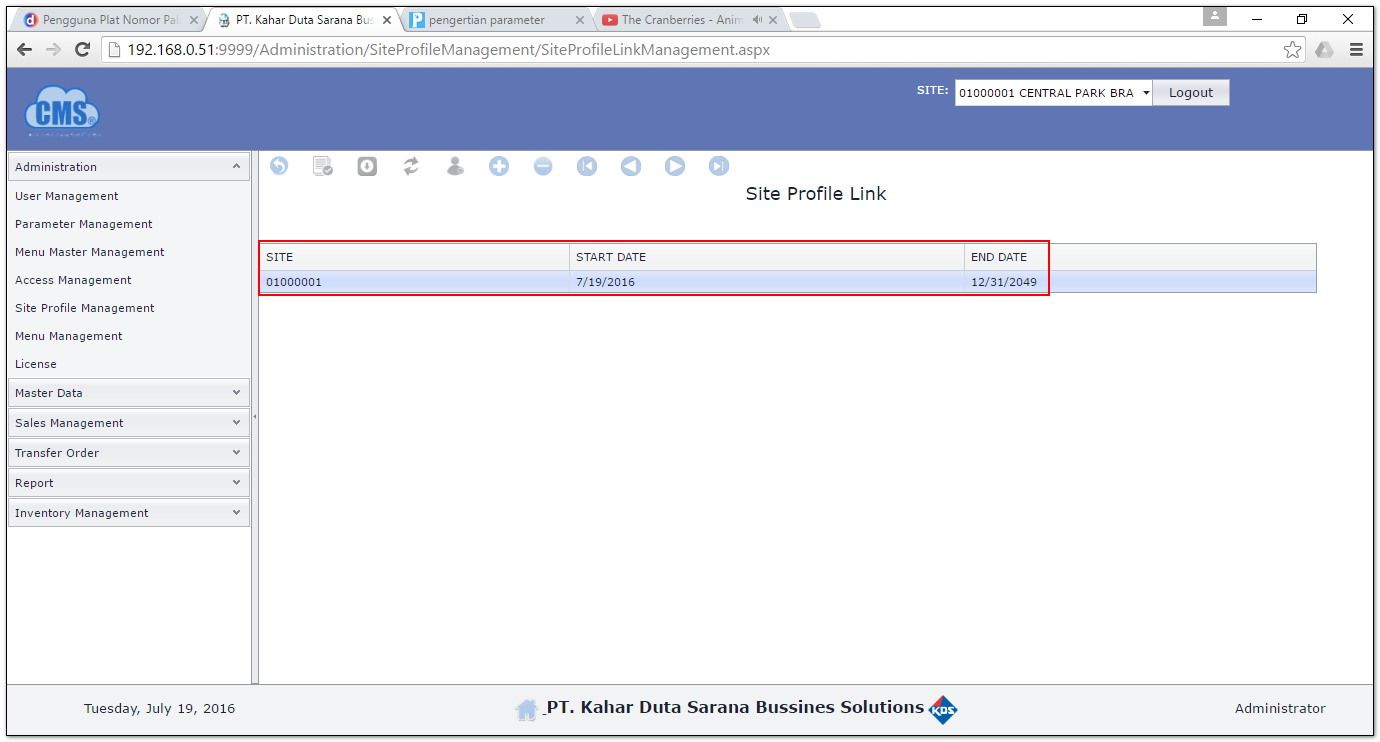 Pengguna Plat Nomor Pal
PT. Kahar Duta Sarana Bus
pengertian parameter
The Cranberries - Anim
192.168.0.51:9999/Administration/SiteProfileManagement/SiteProfileLinkManagement.aspx
CMS®
SITE: 01000001 CENTRAL PARK BRA Logout
Administration
User Management
Parameter Management
Menu Master Management
Access Management
Site Profile Management
Menu Management
License
Master Data
Sales Management
Transfer Order
Report
Inventory Management
Site Profile Link
SITE START DATE END DATE
01000001 7/19/2016 12/31/2049
Tuesday, July 19, 2016
PT. Kahar Duta Sarana Bussines Solutions KDS
Administrator